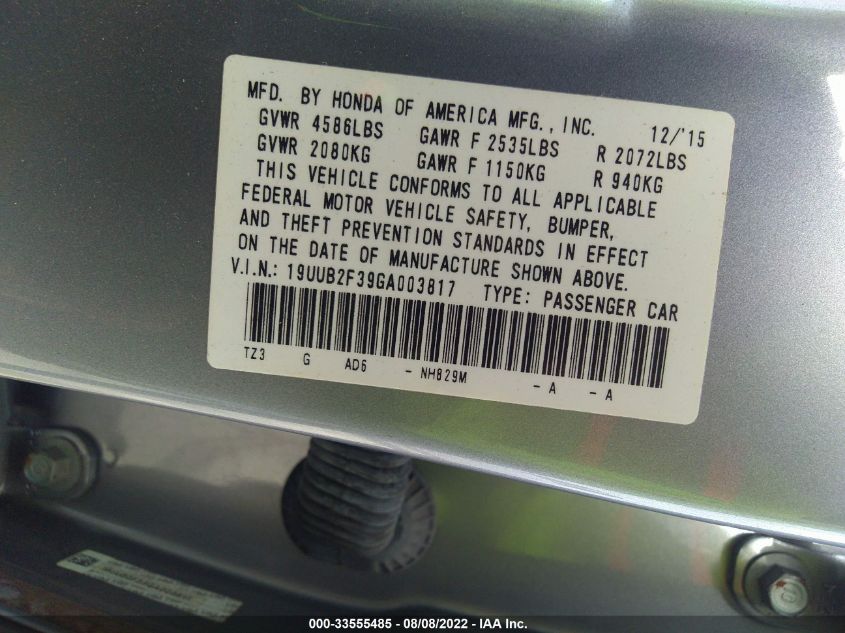 MFD. BY HONDA OF AMERICA MFG., INC. 12/'15
GVWR 4586LBS GAWR F 2535LBS R 2072LBS
GVWR 2080KG GAWR F 1150KG R 940KG
THIS VEHICLE CONFORMS TO ALL APPLICABLE
FEDERAL MOTOR VEHICLE SAFETY, BUMPER,
AND THEFT PREVENTION STANDARDS IN EFFECT
ON THE DATE OF MANUFACTURE SHOWN ABOVE.
V.I.N.: 19UUB2F39GA003817 TYPE: PASSENGER CAR
TZ3 G AD6 - NH829M - A - A
000-33555485 - 08/08/2022 - IAA Inc.